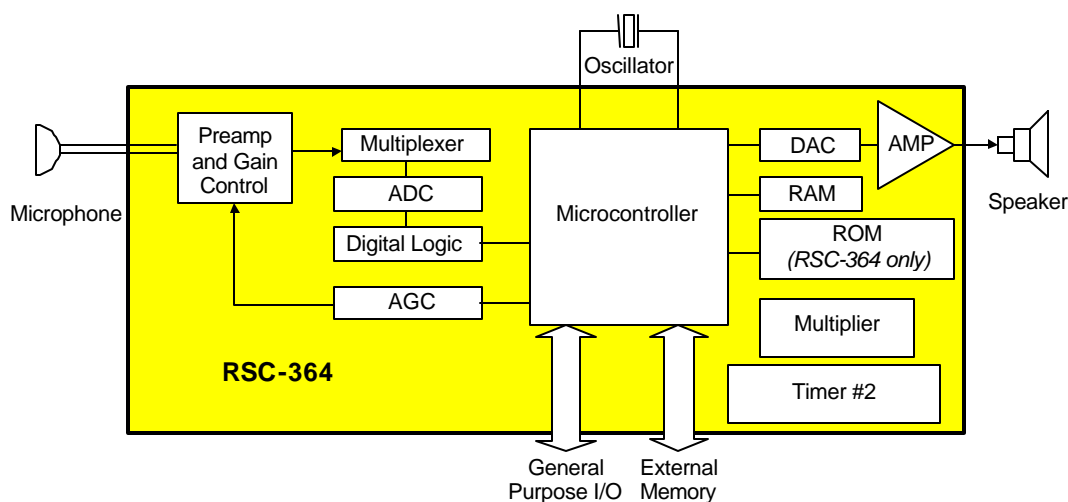 Oscillator
Preamp
and Gain
Control
Multiplexer
ADC
Digital Logic
AGC
Microphone
Microcontroller
DAC
AMP
RAM
ROM
(RSC-364 only)
Multiplier
Timer #2
Speaker
RSC-364
General
Purpose I/O
External
Memory